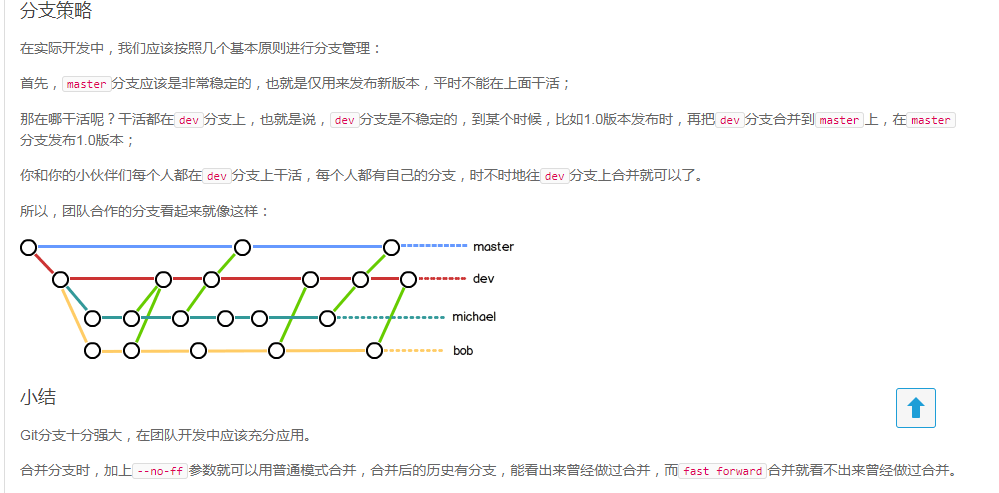 分支策略
在实际开发中，我们应该按照几个基本原则进行分支管理：
首先，master分支应该是非常稳定的，也就是仅用来发布新版本，平时不能在上面干活；
那在哪干活呢？干活都在dev分支上，也就是说，dev分支是不稳定的，到某个时候，比如1.0版本发布时，再把dev分支合并到master上，在master
分支发布1.0版本；
你和你的小伙伴们每个人都在dev分支上干活，每个人都有自己的分支，时不时地往dev分支上合并就可以了。
所以，团队合作的分支看起来就像这样：
master
dev
michael
bob
小结
Git分支十分强大，在团队开发中应该充分应用。
合并分支时，加上--no-ff参数就可以用普通模式合并，合并后的历史有分支，能看出来曾经做过合并，而fast forward合并就看不出来曾经做过合并。